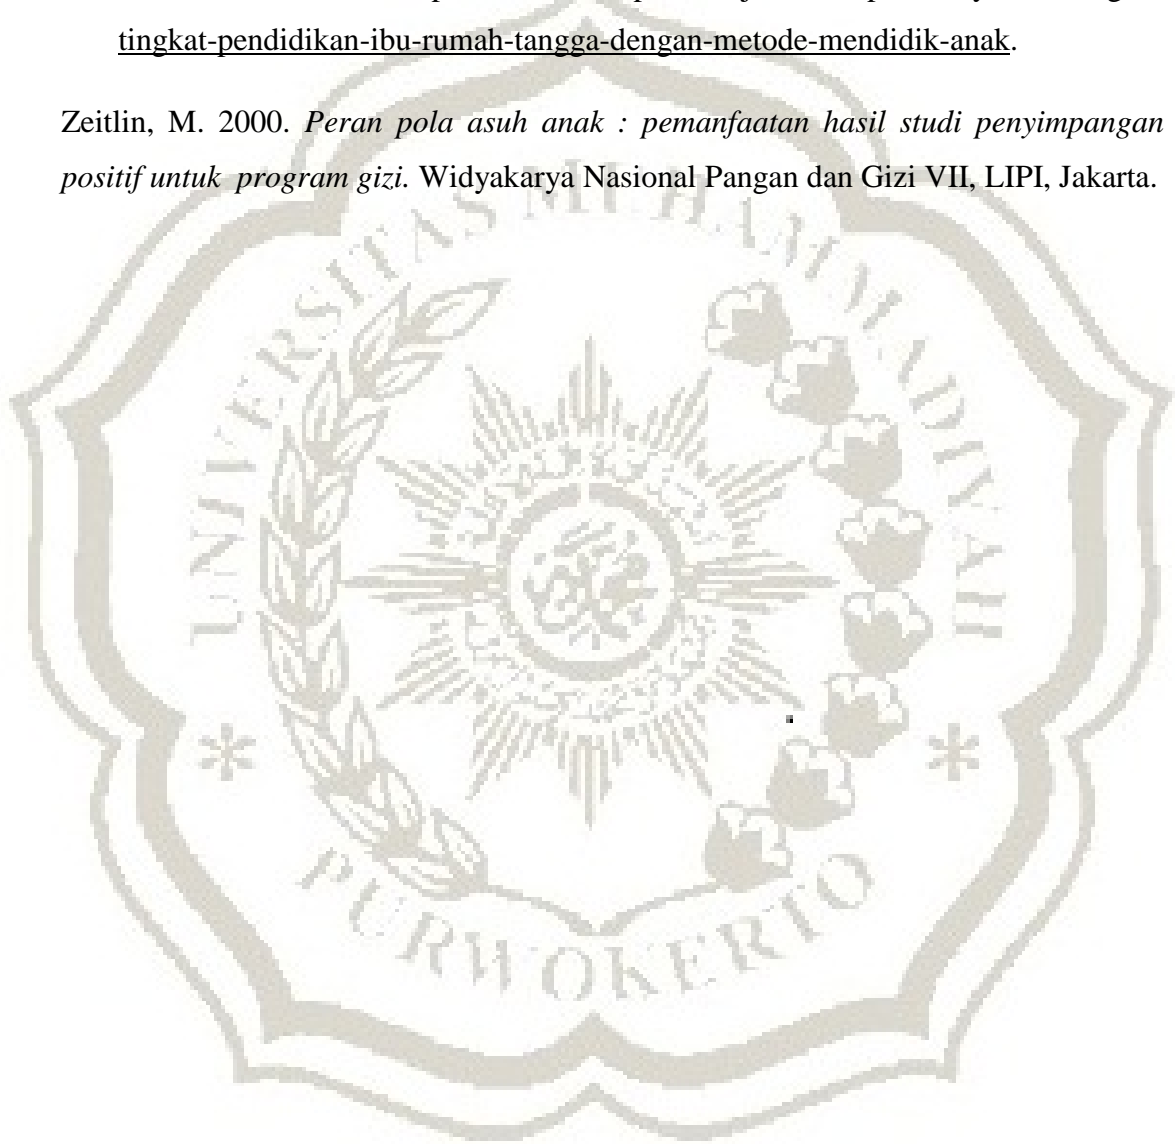 tingkat-pendidikan-ibu-rumah-tangga-dengan-metode-mendidik-anak.
Zeitlin, M. 2000. Peran pola asuh anak : pemanfaatan hasil studi penyimpangan
positif untuk program gizi. Widyakarya Nasional Pangan dan Gizi VII, LIPI, Jakarta.
UNIVERSITAS MUHAMMADIYAH
PURWOKERTO